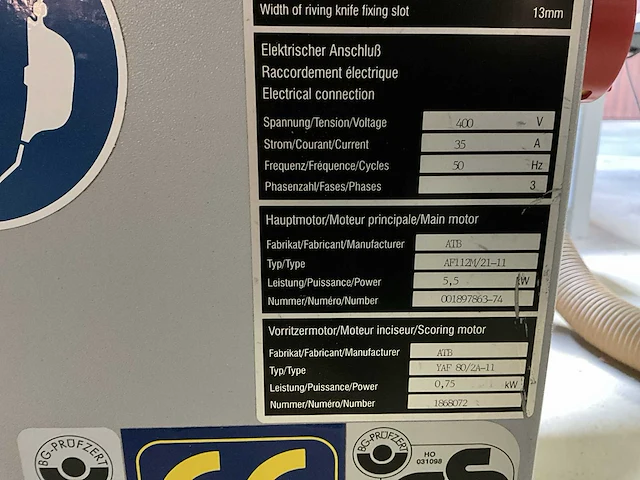 Width of riving knife fixing slot 13mm
Elektrischer Anschluß
Raccordement électrique
Electrical connection
Spannung/Tension/Voltage 400 V
Strom/Courant/Current 35 A
Frequenz/Fréquence/Cycles 50 Hz
Phasenzahl/Fases/Phases 3
Hauptmotor/Moteur principale/Main motor
Fabrikat/Fabricant/Manufacturer ATB
Typ/Type AF112M/21-11
Leistung/Puissance/Power 5,5 kW
Nummer/Numéro/Number 001897863-74
Vorritzermotor/Moteur inciseur/Scoring motor
Fabrikat/Fabricant/Manufacturer ATB
Typ/Type YAF 80/2A-11
Leistung/Puissance/Power 0,75 kW
Nummer/Numéro/Number 1868072
BG-PRÜFZERT
CE
BG-PRÜFZERT
HO
031098
GS